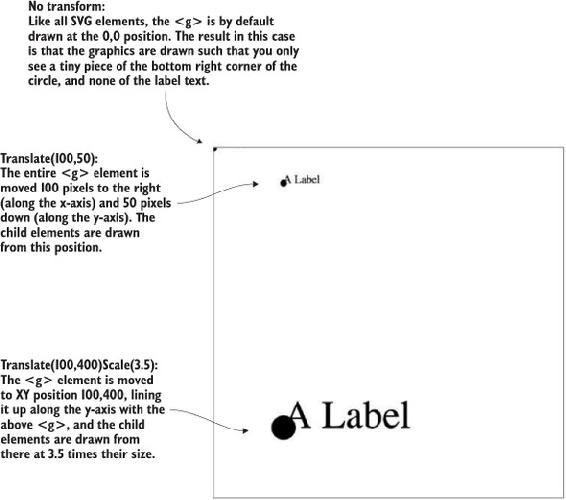 No transform:
Like all SVG elements, the <g> is by default
drawn at the 0,0 position. The result in this case
is that the graphics are drawn such that you only
see a tiny piece of the bottom right corner of the
circle, and none of the label text.
Translate(100,50):
The entire <g> element is
moved 100 pixels to the right
(along the x-axis) and 50 pixels
down (along the y-axis). The
child elements are drawn
from this position.
A Label
Translate(100,400)Scale(3.5):
The <g> element is moved
to XY position 100,400, lining
it up along the y-axis with the
above <g>, and the child
elements are drawn from
there at 3.5 times their size.
A Label